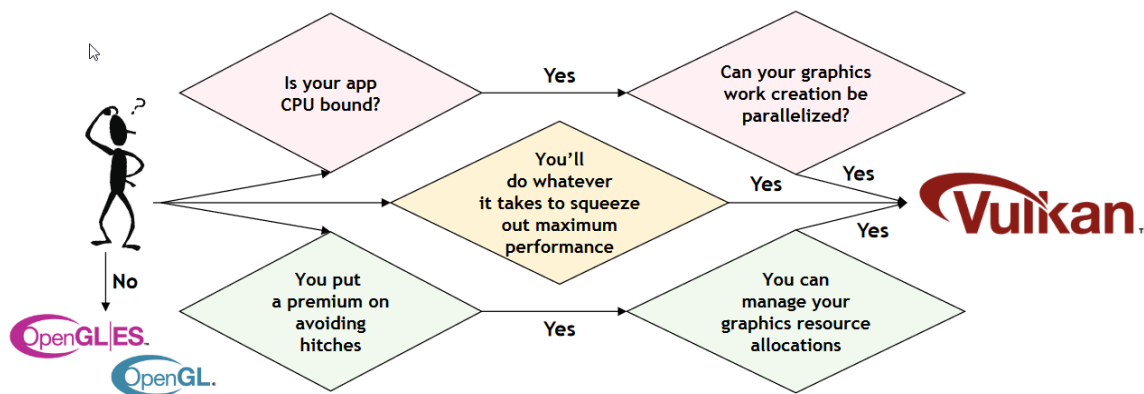 ?
Is your app
CPU bound?
Yes
Can your graphics
work creation be
parallelized?
You'll
do whatever
it takes to squeeze
out maximum
performance
Yes
Yes
Vulkan™
Yes
No
You put
a premium on
avoiding
hitches
Yes
You can
manage your
graphics resource
allocations
OpenGL|ES™
OpenGL.